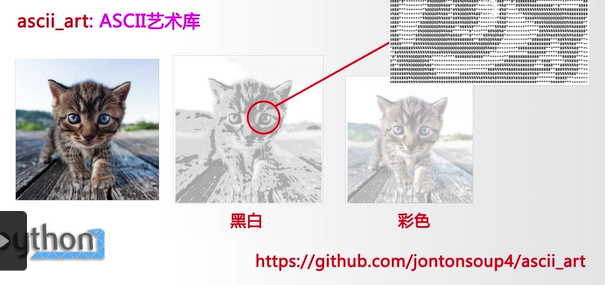 ascii_art: ASCII艺术库
黑白
彩色
ython
https://github.com/jontonsoup4/ascii_art